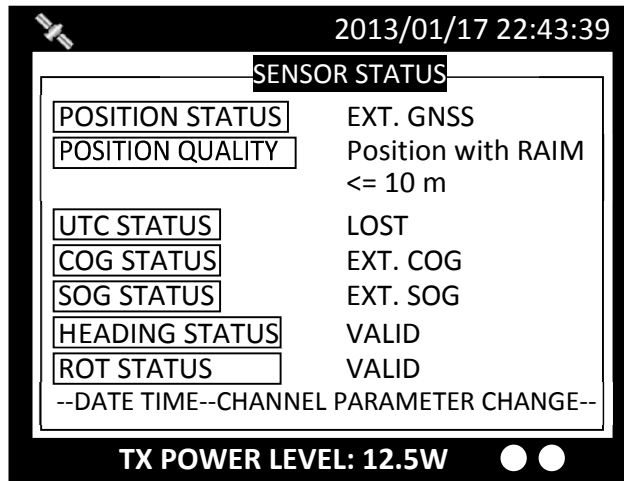 2013/01/17 22:43:39
SENSOR STATUS
POSITION STATUS EXT. GNSS
POSITION QUALITY Position with RAIM
<= 10 m
UTC STATUS LOST
COG STATUS EXT. COG
SOG STATUS EXT. SOG
HEADING STATUS VALID
ROT STATUS VALID
--DATE TIME--CHANNEL PARAMETER CHANGE--
TX POWER LEVEL: 12.5W